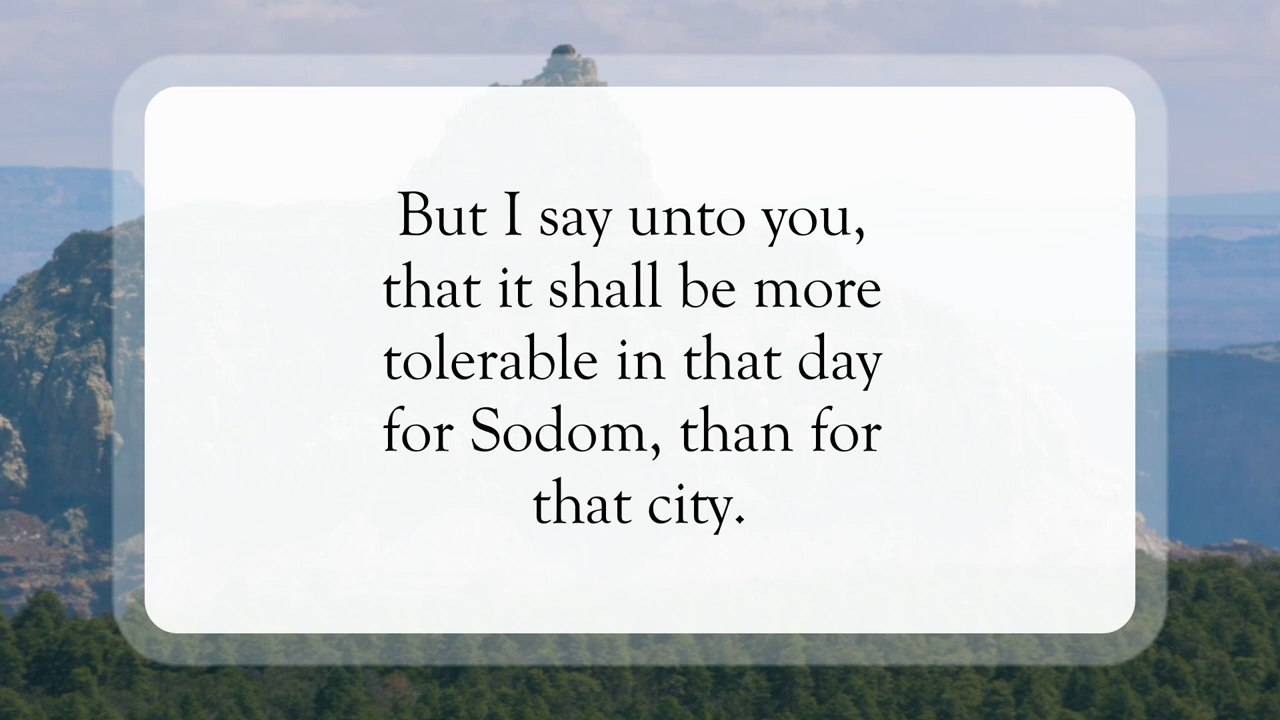 But I say unto you,
that it shall be more
tolerable in that day
for Sodom, than for
that city.